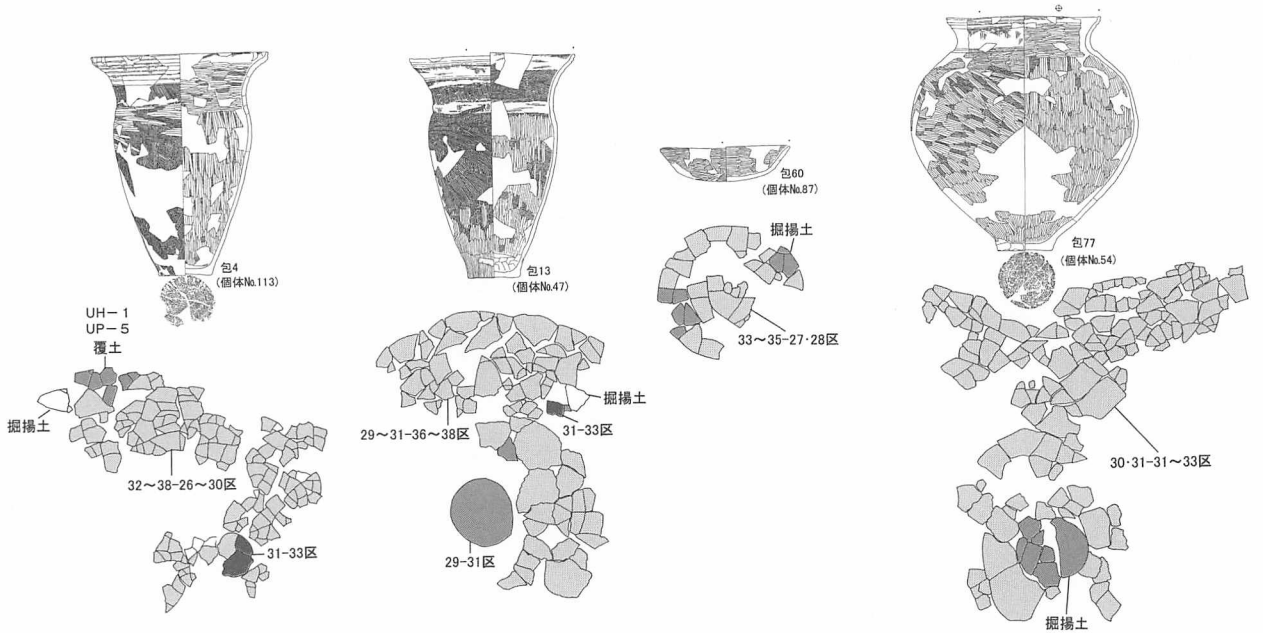 包4
(個体No.113)
UH-1
UP-5
覆土
掘揚土
32~38-26~30区
31-33区
包13
(個体No.47)
掘揚土
31-33区
29~31-36~38区
29-31区
包60
(個体No.87)
掘揚土
33~35-27・28区
包77
(個体No.54)
30・31-31~33区
掘揚土